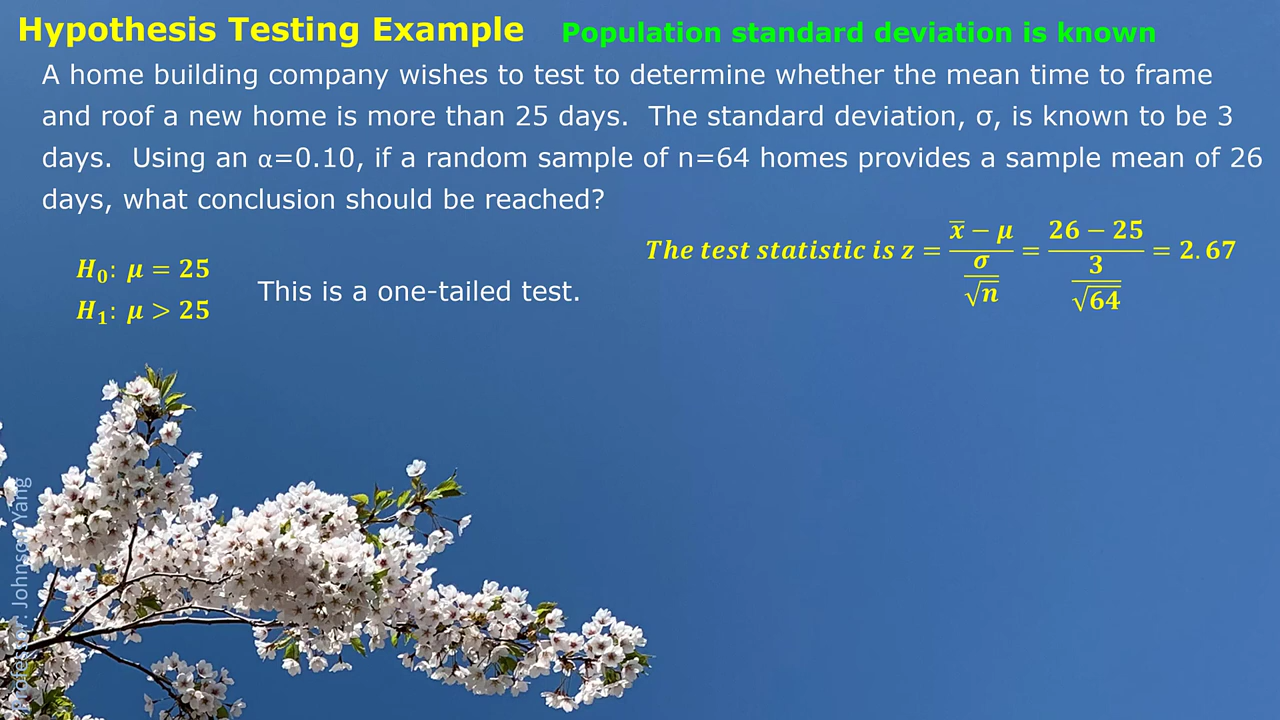 Hypothesis Testing Example Population standard deviation is known
A home building company wishes to test to determine whether the mean time to frame
and roof a new home is more than 25 days. The standard deviation, σ, is known to be 3
days. Using an α=0.10, if a random sample of n=64 homes provides a sample mean of 26
days, what conclusion should be reached?
The test statistic is z = (x̅ − μ)/(σ/√n) = (26 − 25)/(3/√64) = 2.67
H₀: μ = 25
H₁: μ > 25
This is a one-tailed test.
Professor: Johnson Yang